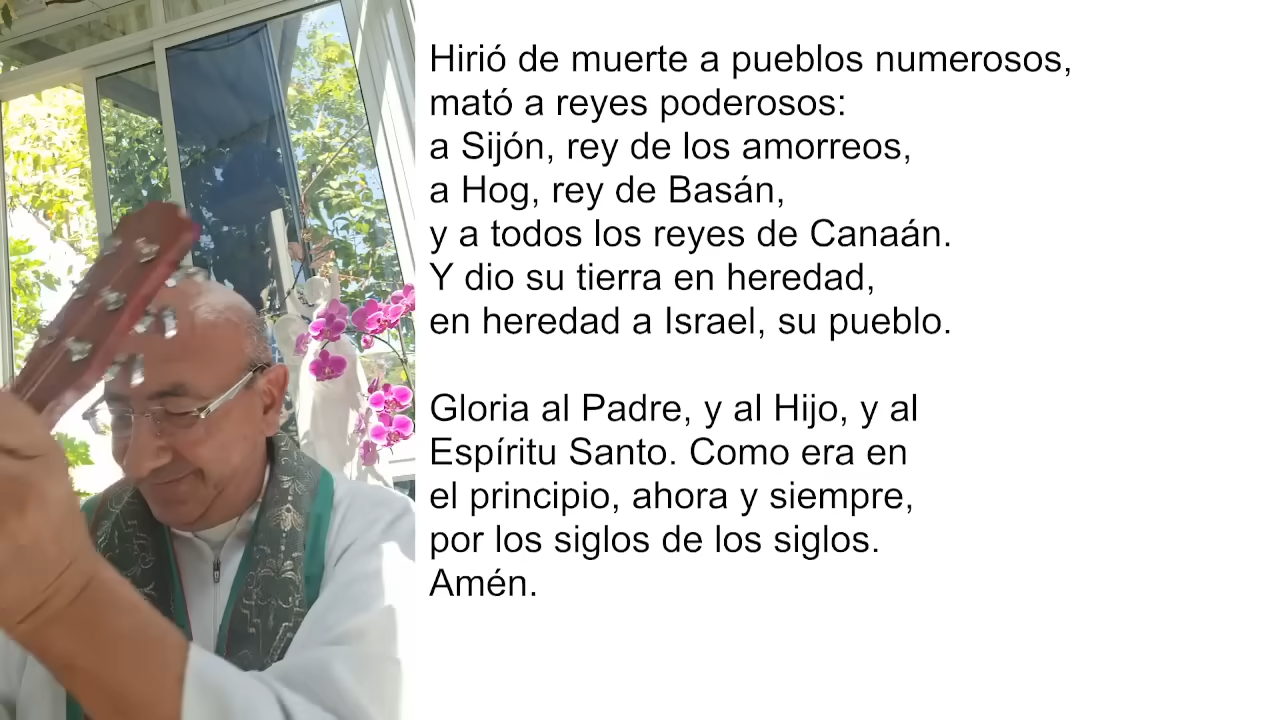 Hirió de muerte a pueblos numerosos,
mató a reyes poderosos:
a Sijón, rey de los amorreos,
a Hog, rey de Basán,
y a todos los reyes de Canaán.
Y dio su tierra en heredad,
en heredad a Israel, su pueblo.
Gloria al Padre, y al Hijo, y al
Espíritu Santo. Como era en
el principio, ahora y siempre,
por los siglos de los siglos.
Amén.